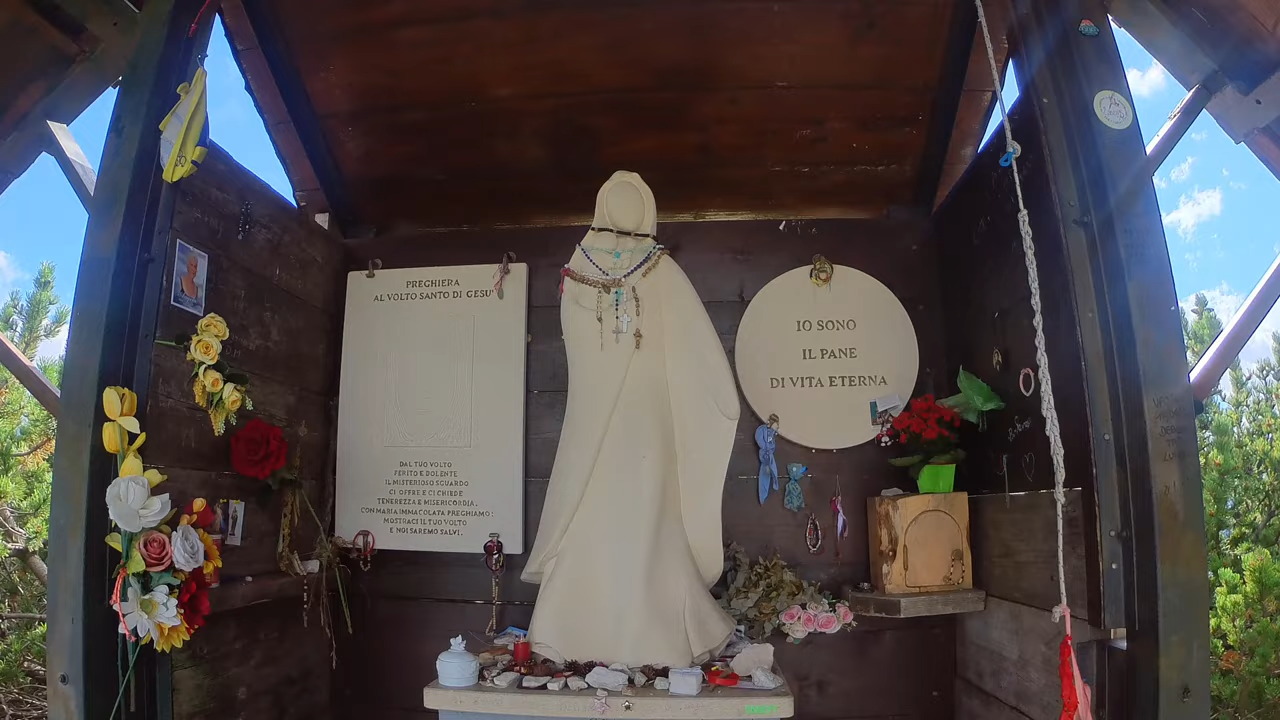 PREGHIERA
AL VOLTO SANTO DI GESU'
DAL TUO VOLTO
FERITO E DOLENTE
IL MISTERIOSO SGUARDO
CI OFFRE E CI CHIEDE
TENEREZZA E MISERICORDIA.
CON MARIA IMMACOLATA PREGHIAMO:
MOSTRACI IL TUO VOLTO
E NOI SAREMO SALVI.
IO SONO
IL PANE
DI VITA ETERNA